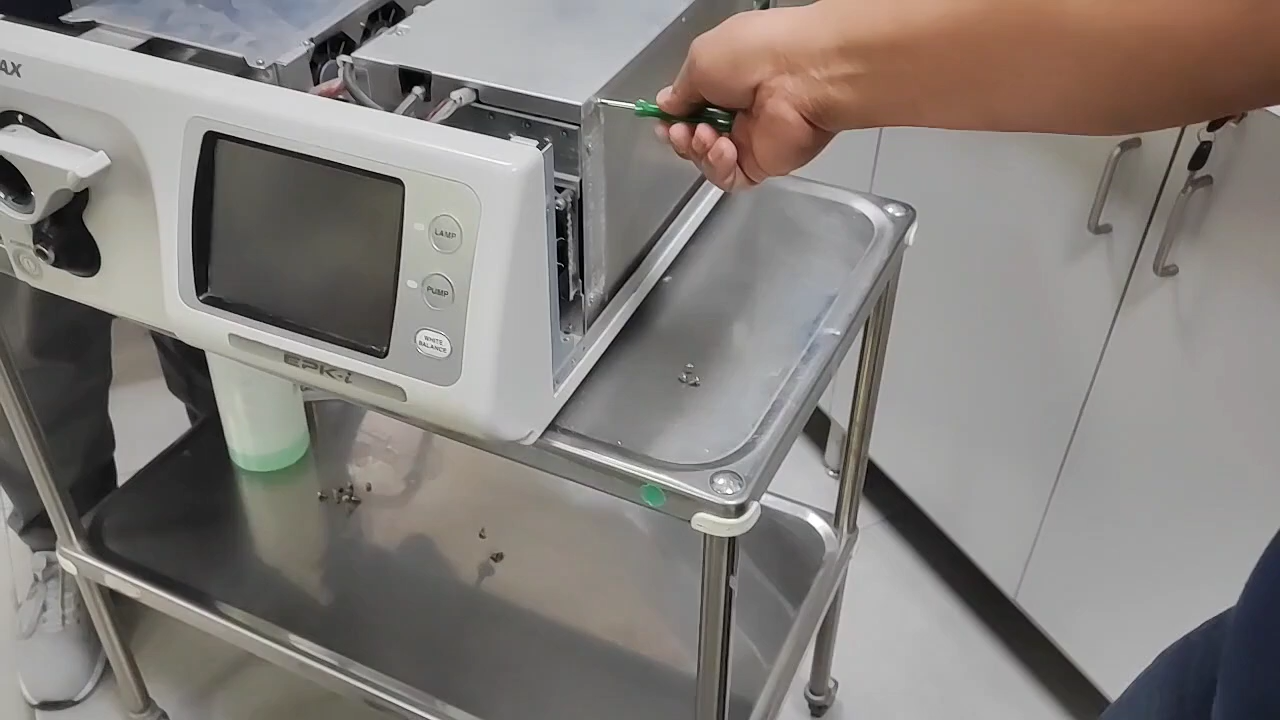 AX
LAMP
PUMP
WHITE
BALANCE
EPK-i